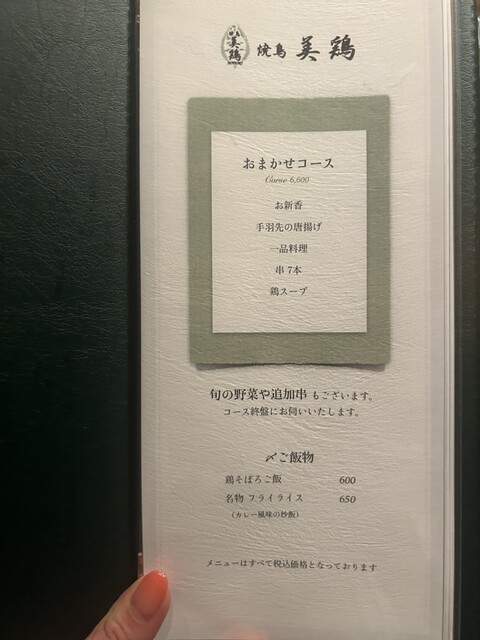 美鶏
焼鳥 美鶏
おまかせコース
Corse 6,600
お新香
手羽先の唐揚げ
一品料理
串 7本
鶏スープ
旬の野菜や追加串 もございます。
コース終盤にお伺いいたします。
〆ご飯物
鶏そぼろご飯 600
名物 フライライス 650
(カレー風味の炒飯)
メニューはすべて税込価格となっております